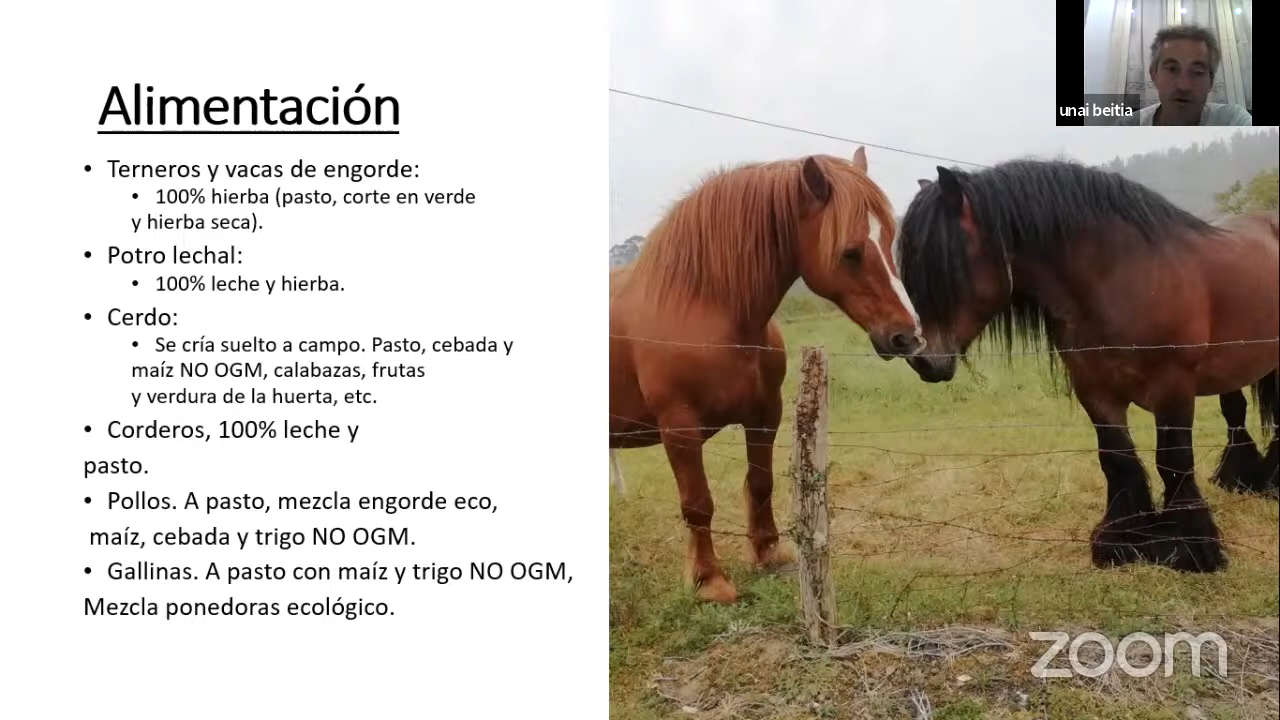 Alimentación
• Terneros y vacas de engorde:
• 100% hierba (pasto, corte en verde
y hierba seca).
• Potro lechal:
• 100% leche y hierba.
• Cerdo:
• Se cría suelto a campo. Pasto, cebada y
maíz NO OGM, calabazas, frutas
y verdura de la huerta, etc.
• Corderos, 100% leche y
pasto.
• Pollos. A pasto, mezcla engorde eco,
maíz, cebada y trigo NO OGM.
• Gallinas. A pasto con maíz y trigo NO OGM,
Mezcla ponedoras ecológico.
unai beitia
zoom